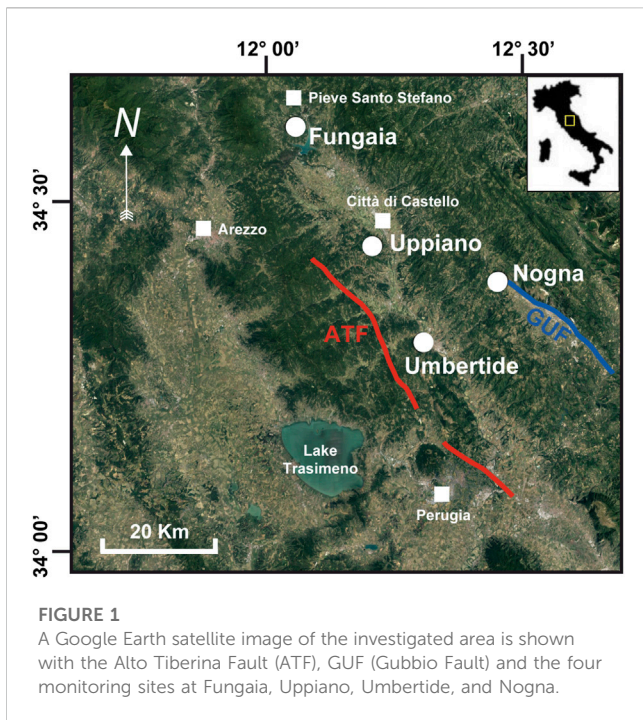 12° 00’ 12° 30’
Pieve Santo Stefano
N
Fungaia
34° 30’
Città di Castello
Arezzo
Uppiano
Nogna
ATF
GUF
Umbertide
Lake
Trasimeno
Perugia
20 Km
34° 00’
FIGURE 1
A Google Earth satellite image of the investigated area is shown
with the Alto Tiberina Fault (ATF), GUF (Gubbio Fault) and the four
monitoring sites at Fungaia, Uppiano, Umbertide, and Nogna.